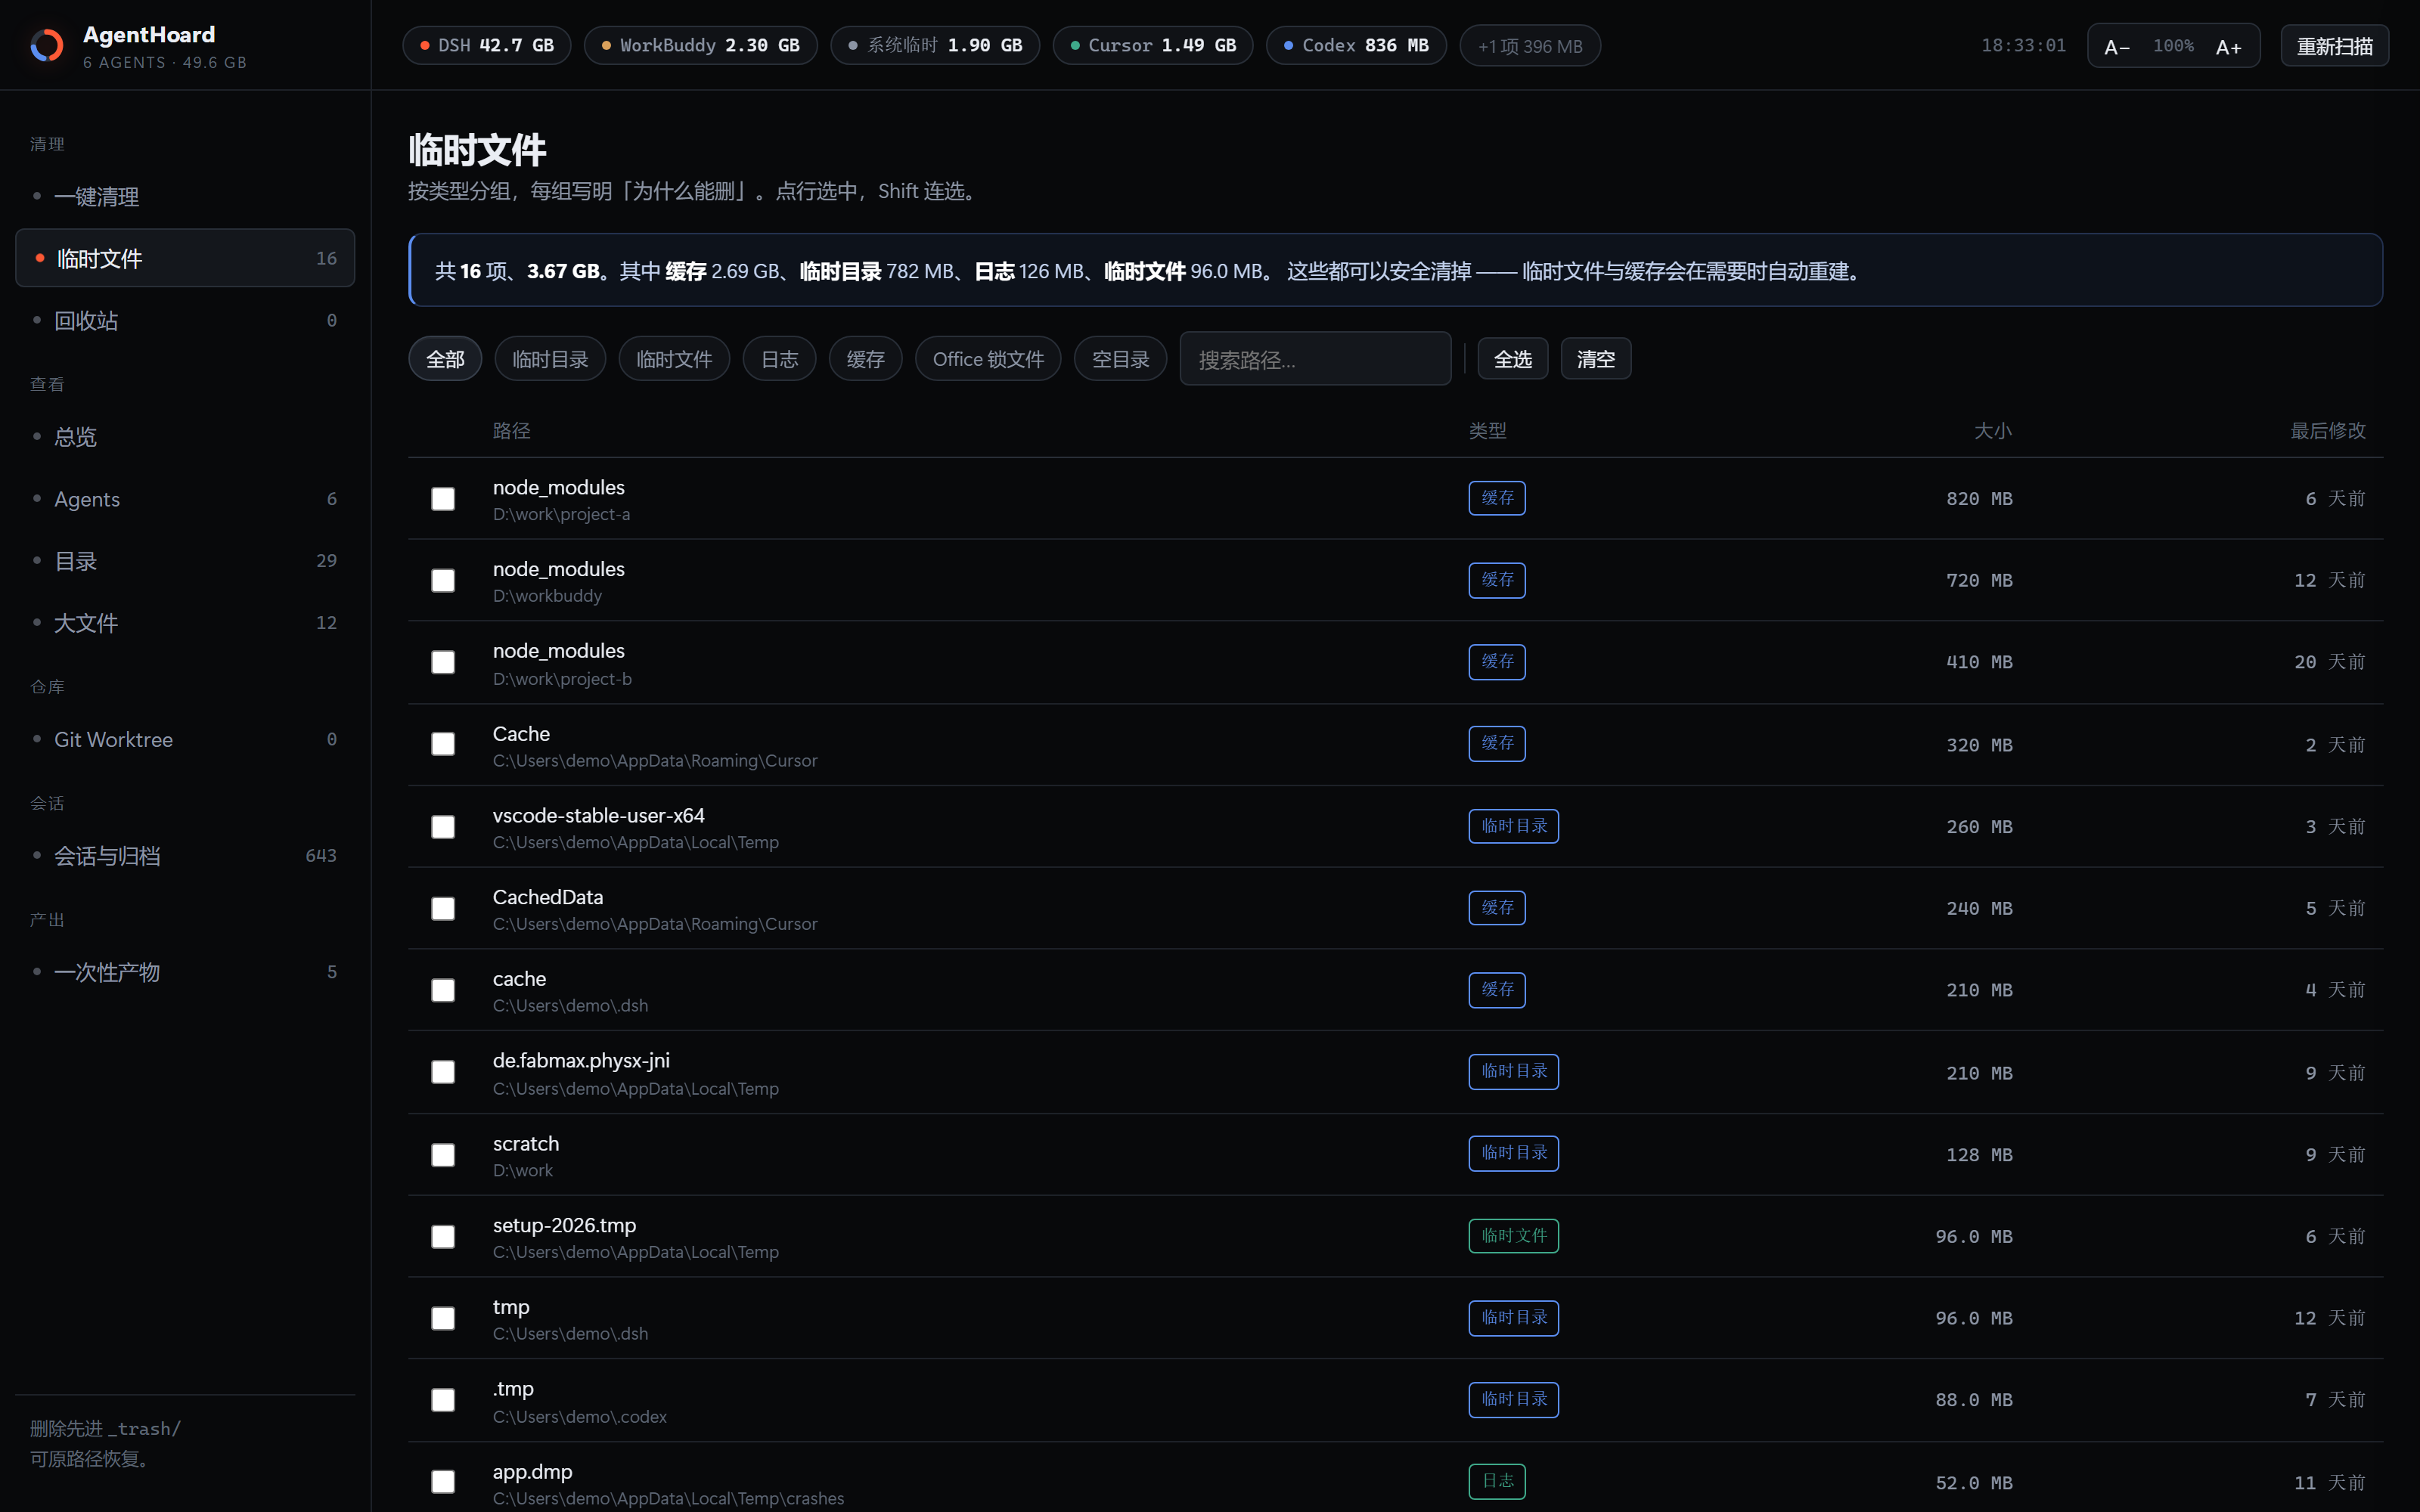 AgentHoard
6 AGENTS · 49.6 GB
DSH 42.7 GB
WorkBuddy 2.30 GB
系统临时 1.90 GB
Cursor 1.49 GB
Codex 836 MB
+1 项 396 MB
18:33:01
A− 100% A+
重新扫描
清理
一键清理
临时文件 16
回收站 0
查看
总览
Agents 6
目录 29
大文件 12
仓库
Git Worktree 0
会话
会话与归档 643
产出
一次性产物 5
删除先进 _trash/
可原路径恢复。
临时文件
按类型分组，每组写明「为什么能删」。点行选中，Shift 连选。
共 16 项、3.67 GB。其中 缓存 2.69 GB、临时目录 782 MB、日志 126 MB、临时文件 96.0 MB。 这些都可以安全清掉 —— 临时文件与缓存会在需要时自动重建。
全部 临时目录 临时文件 日志 缓存 Office 锁文件 空目录 搜索路径... 全选 清空
路径 类型 大小 最后修改
node_modules
D:\work\project-a
缓存 820 MB 6 天前
node_modules
D:\workbuddy
缓存 720 MB 12 天前
node_modules
D:\work\project-b
缓存 410 MB 20 天前
Cache
C:\Users\demo\AppData\Roaming\Cursor
缓存 320 MB 2 天前
vscode-stable-user-x64
C:\Users\demo\AppData\Local\Temp
临时目录 260 MB 3 天前
CachedData
C:\Users\demo\AppData\Roaming\Cursor
缓存 240 MB 5 天前
cache
C:\Users\demo\.dsh
缓存 210 MB 4 天前
de.fabmax.physx-jni
C:\Users\demo\AppData\Local\Temp
临时目录 210 MB 9 天前
scratch
D:\work
临时目录 128 MB 9 天前
setup-2026.tmp
C:\Users\demo\AppData\Local\Temp
临时文件 96.0 MB 6 天前
tmp
C:\Users\demo\.dsh
临时目录 96.0 MB 12 天前
.tmp
C:\Users\demo\.codex
临时目录 88.0 MB 7 天前
app.dmp
C:\Users\demo\AppData\Local\Temp\crashes
日志 52.0 MB 11 天前